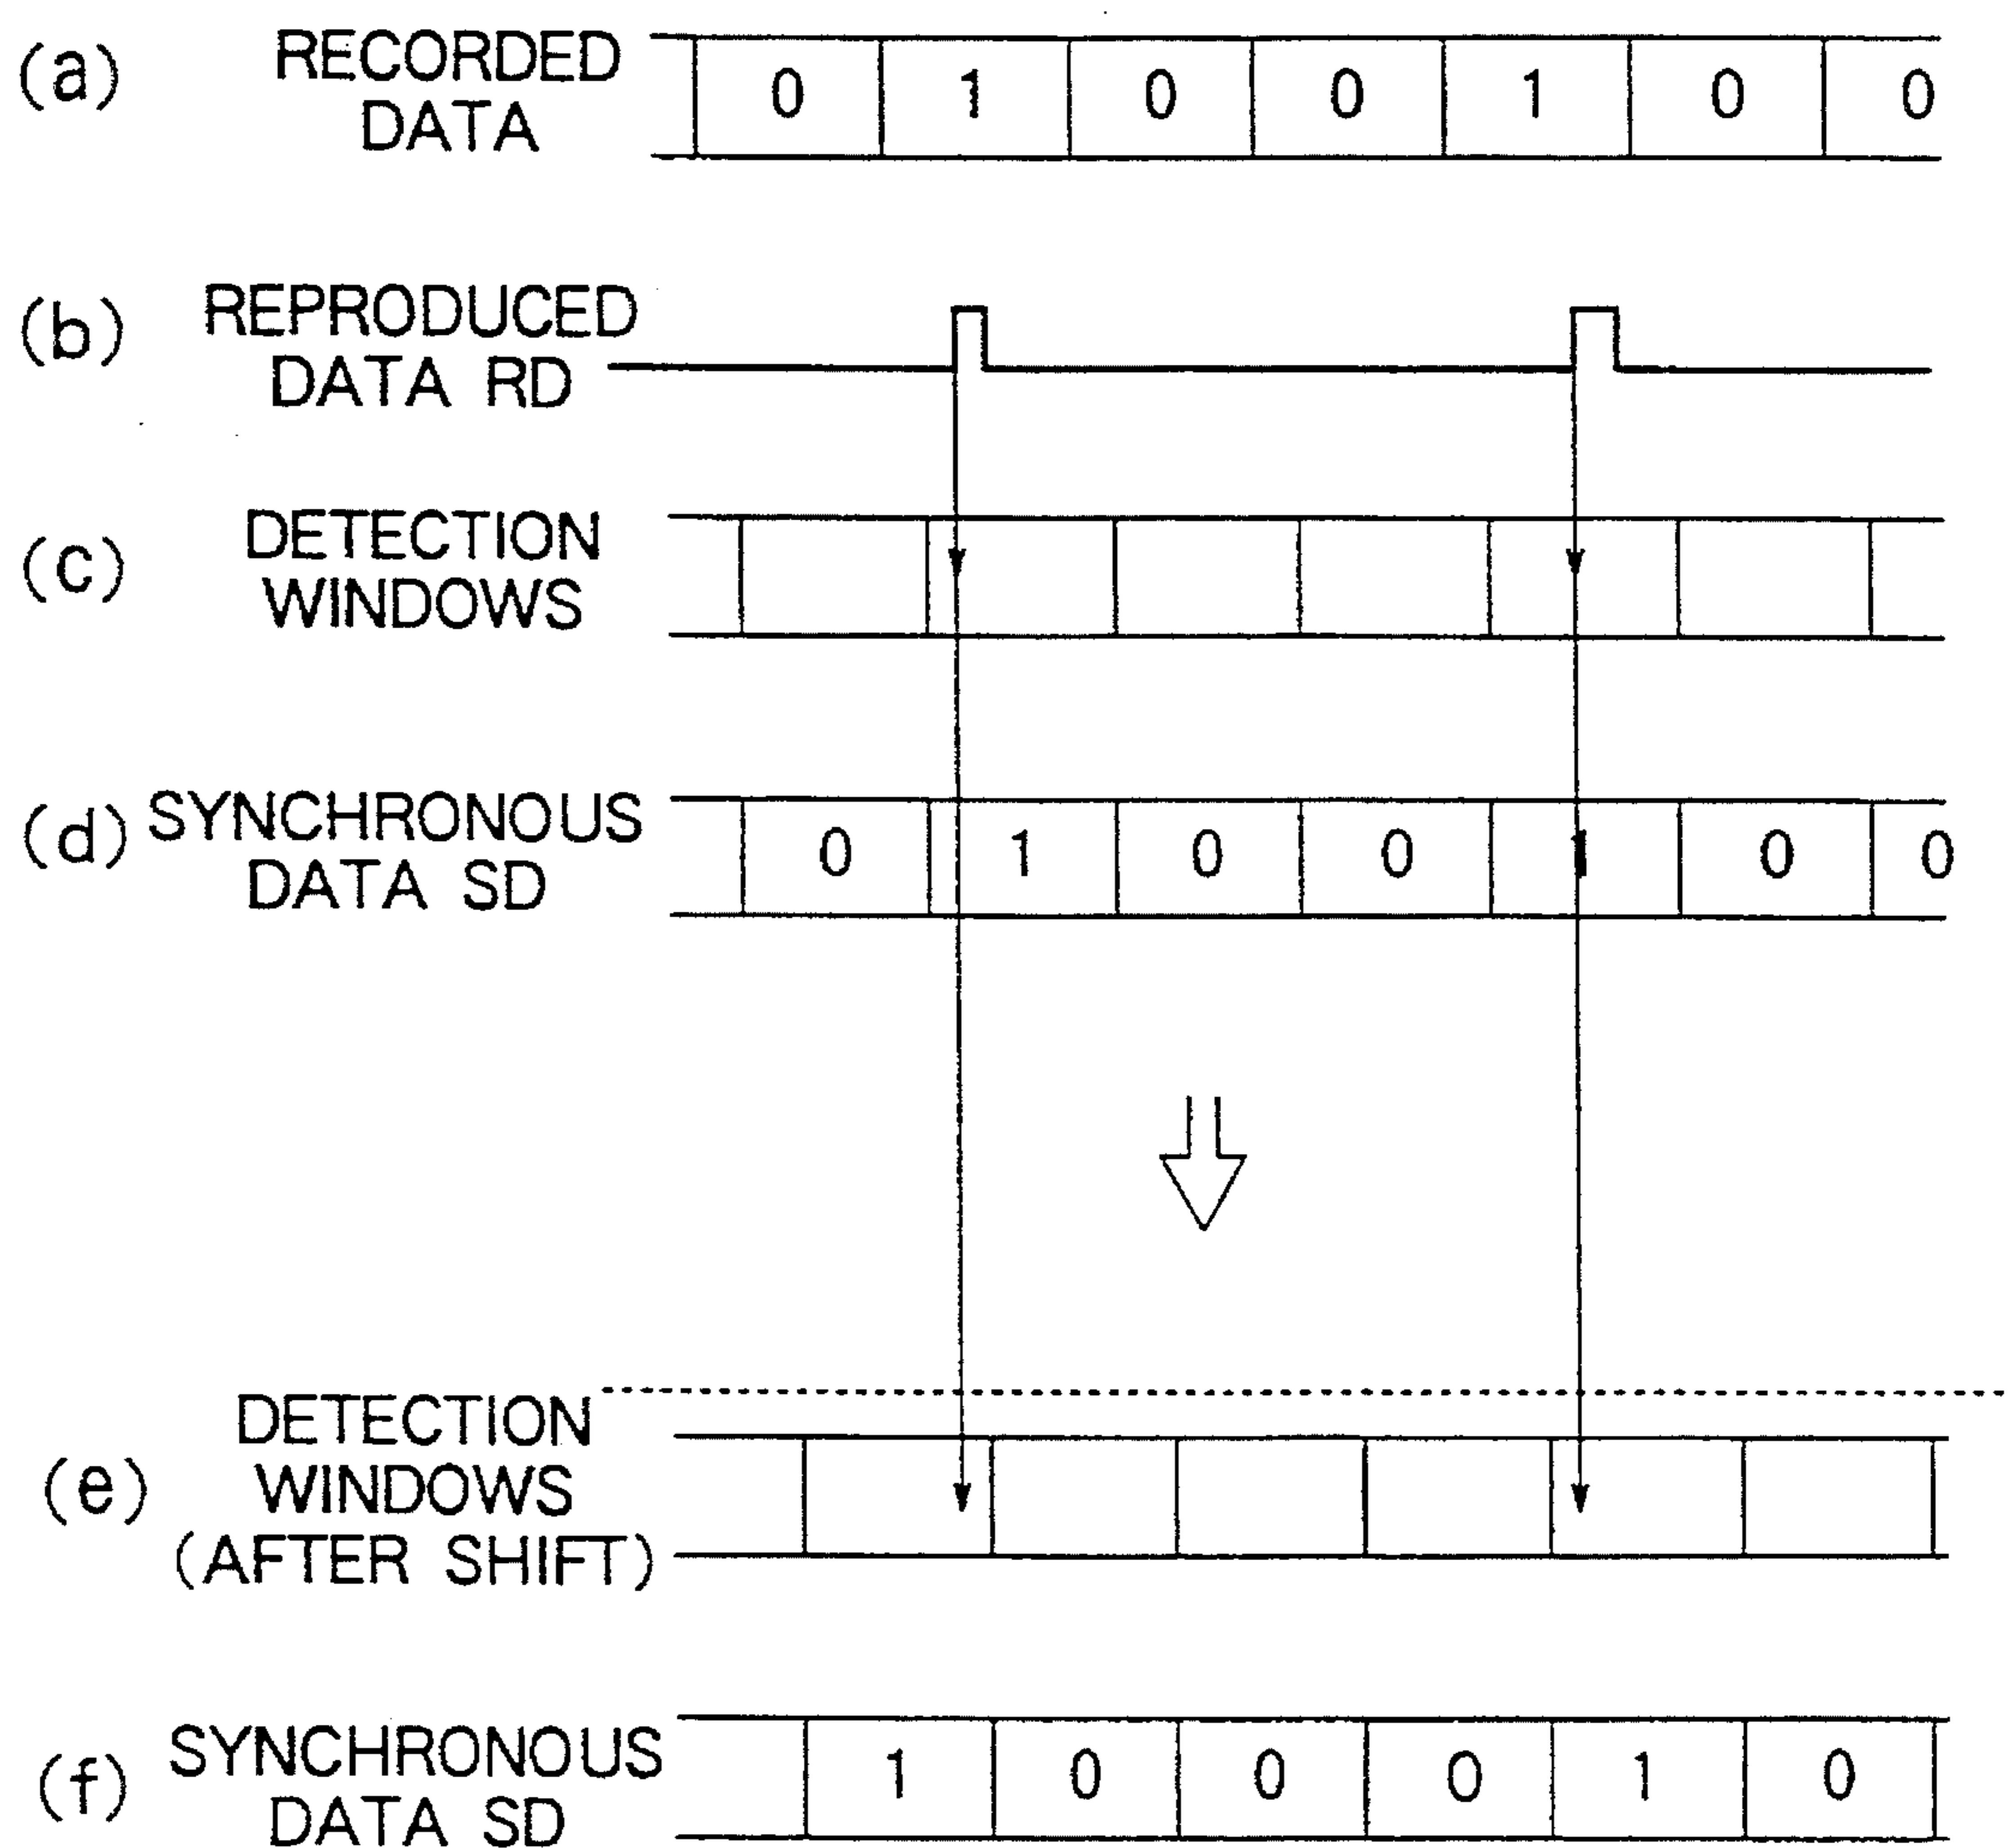 (a) RECORDED DATA 0 1 0 0 1 0 0
(b) REPRODUCED DATA RD
(c) DETECTION WINDOWS
(d) SYNCHRONOUS DATA SD 0 1 0 0 1 0 0
(e) DETECTION WINDOWS (AFTER SHIFT)
(f) SYNCHRONOUS DATA SD 1 0 0 0 1 0